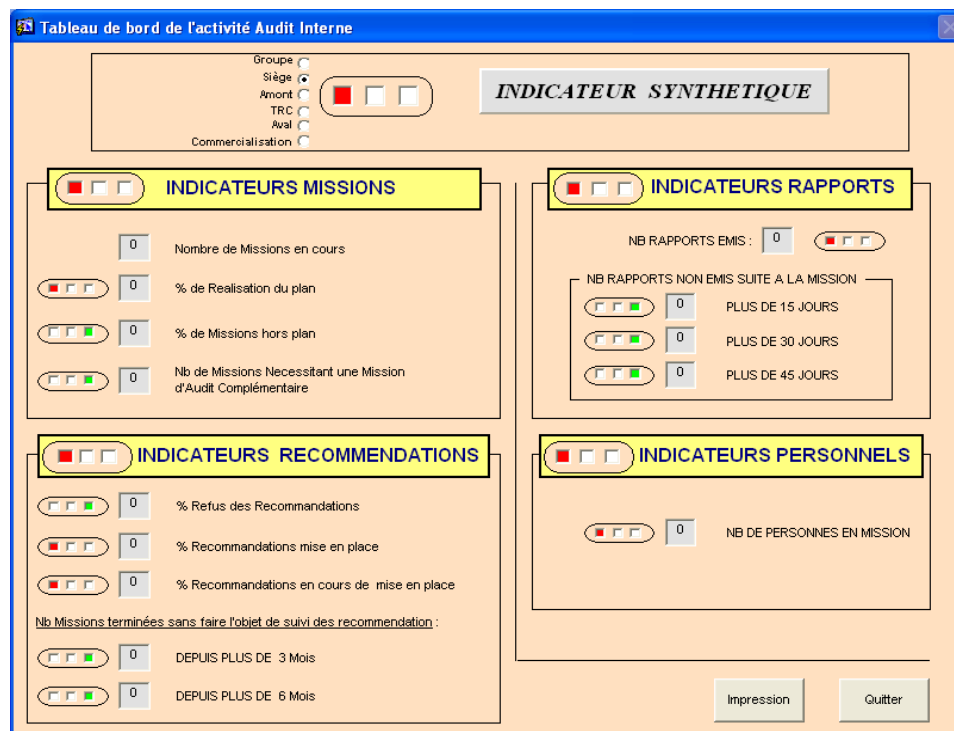 Tableau de bord de l'activité Audit Interne
Groupe
Siège
Amont
TRC
Aval
Commercialisation
INDICATEUR SYNTHETIQUE
INDICATEURS MISSIONS
0 Nombre de Missions en cours
0 % de Realisation du plan
0 % de Missions hors plan
0 Nb de Missions Necessitant une Mission
d'Audit Complémentaire
INDICATEURS RAPPORTS
NB RAPPORTS EMIS : 0
NB RAPPORTS NON EMIS SUITE A LA MISSION
0 PLUS DE 15 JOURS
0 PLUS DE 30 JOURS
0 PLUS DE 45 JOURS
INDICATEURS RECOMMENDATIONS
0 % Refus des Recommandations
0 % Recommandations mise en place
0 % Recommandations en cours de mise en place
Nb Missions terminées sans faire l'objet de suivi des recommendation :
0 DEPUIS PLUS DE 3 Mois
0 DEPUIS PLUS DE 6 Mois
INDICATEURS PERSONNELS
0 NB DE PERSONNES EN MISSION
Impression
Quitter